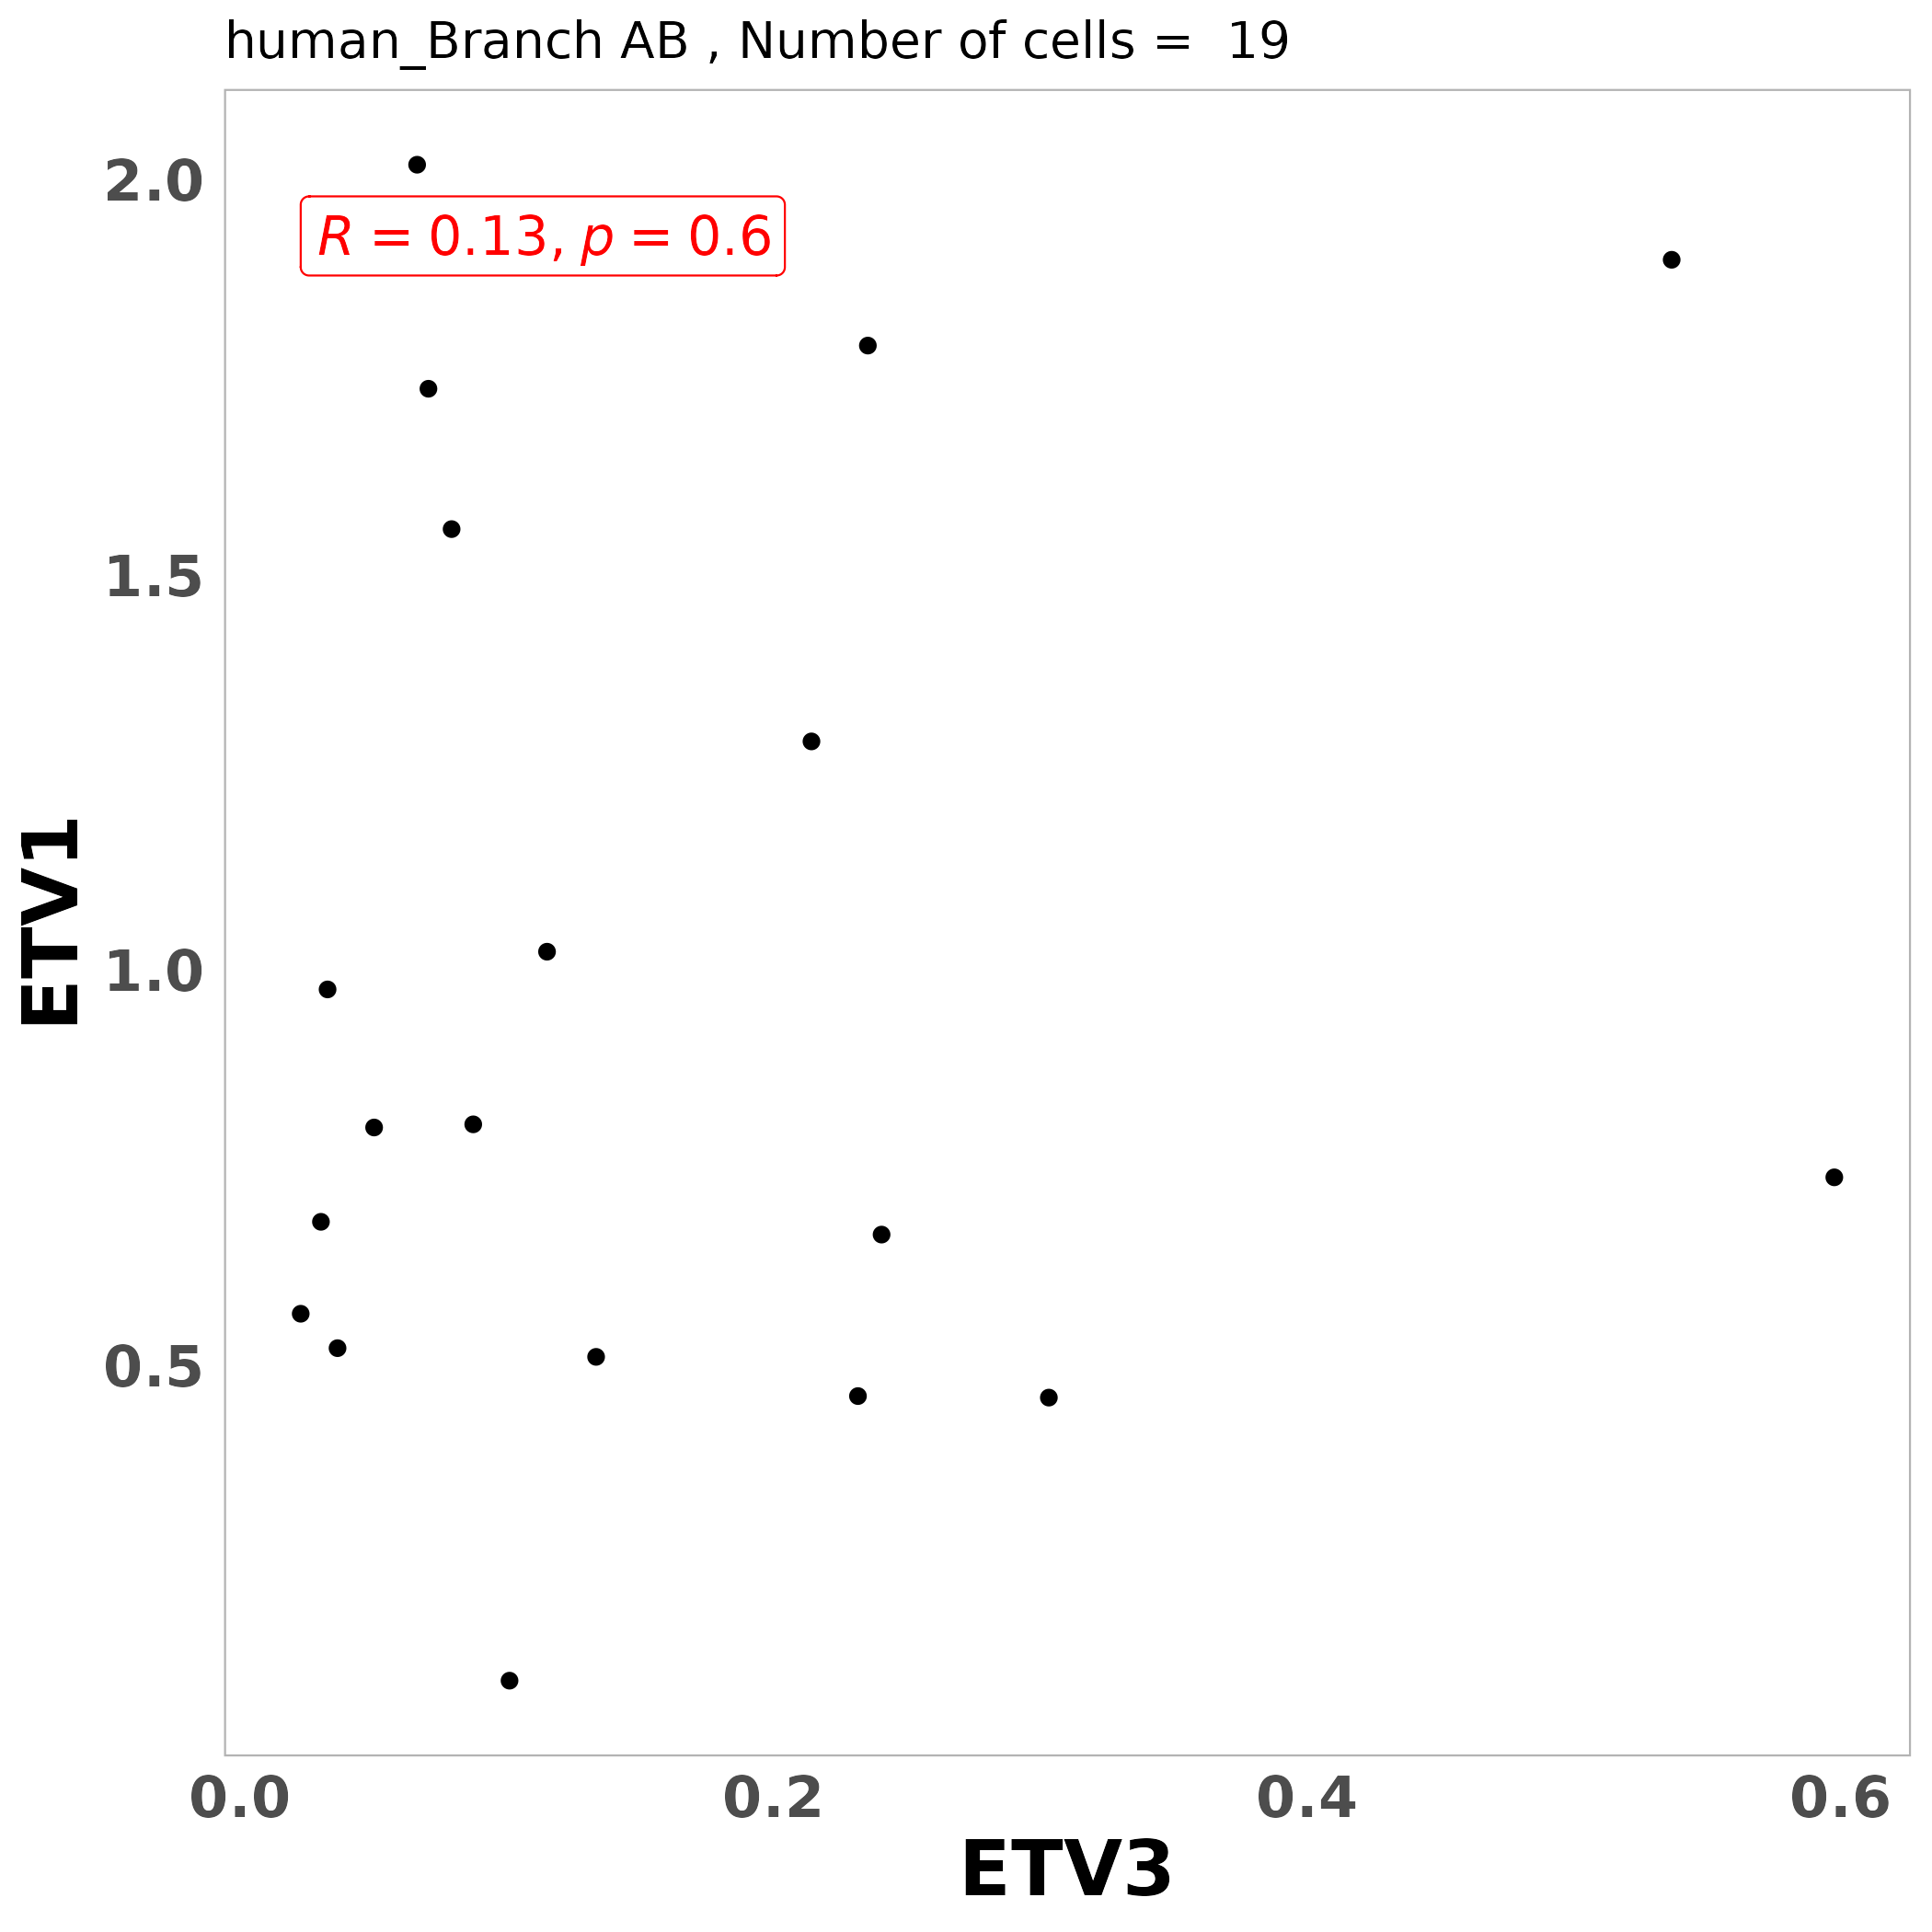 human_Branch AB , Number of cells =  19
2.0
R = 0.13, p = 0.6
1.5
ETV1
1.0
0.5
0.0 0.2 0.4 0.6
ETV3